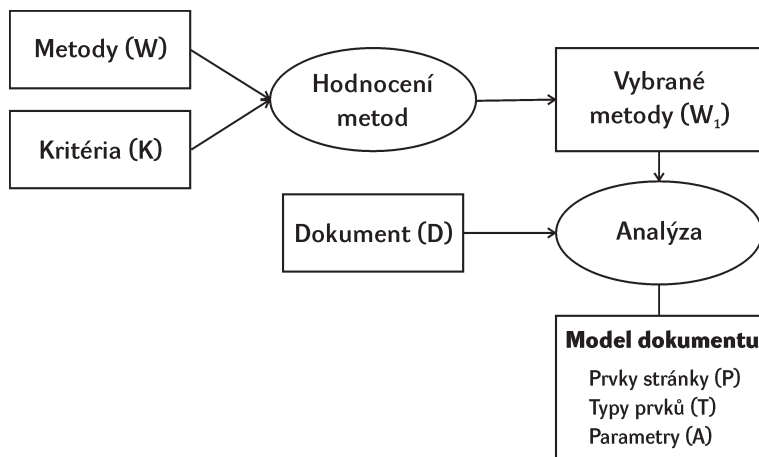 Metody (W)
Kritéria (K)
Hodnocení
metod
Vybrané
metody (W₁)
Dokument (D)
Analýza
Model dokumentu
Prvky stránky (P)
Typy prvků (T)
Parametry (A)